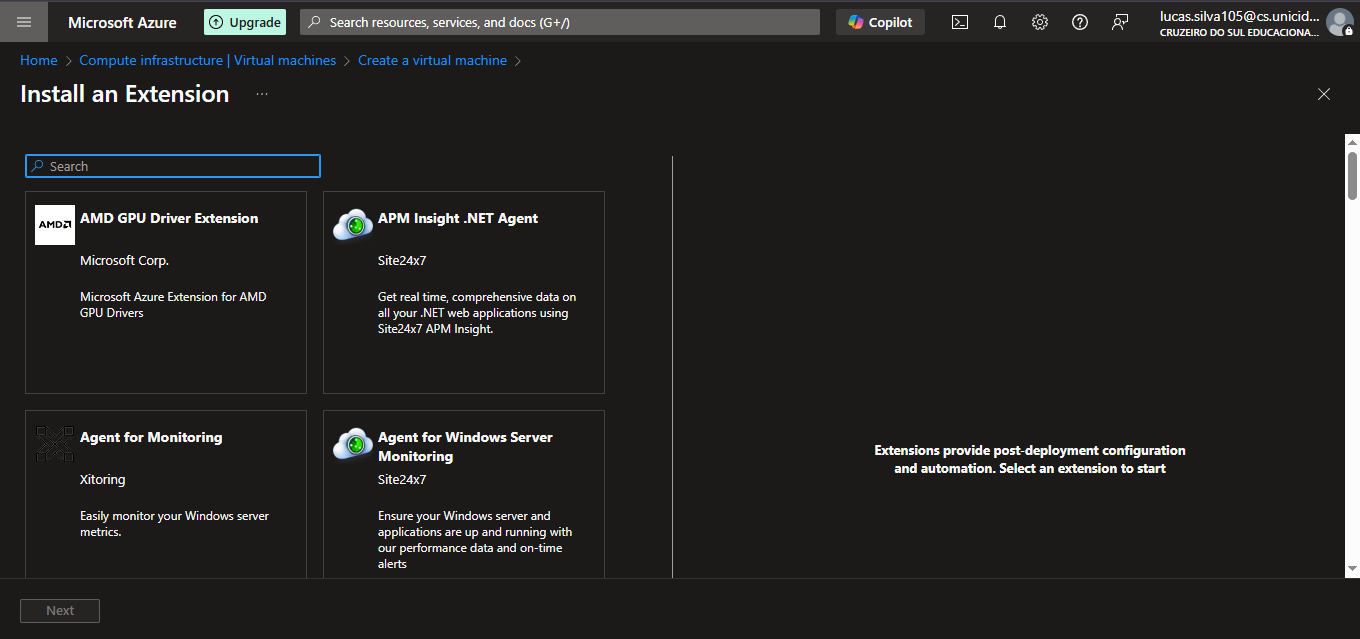 Microsoft Azure
Upgrade
Search resources, services, and docs (G+/)
Copilot
lucas.silva105@cs.unicid...
CRUZEIRO DO SUL EDUCACIONA...
Home > Compute infrastructure | Virtual machines > Create a virtual machine >
Install an Extension ...
Search
AMD
AMD GPU Driver Extension
Microsoft Corp.
Microsoft Azure Extension for AMD
GPU Drivers
APM Insight .NET Agent
Site24x7
Get real time, comprehensive data on
all your .NET web applications using
Site24x7 APM Insight.
Agent for Monitoring
Xitoring
Easily monitor your Windows server
metrics.
Agent for Windows Server
Monitoring
Site24x7
Ensure your Windows server and
applications are up and running with
our performance data and on-time
alerts
Extensions provide post-deployment configuration
and automation. Select an extension to start
Next